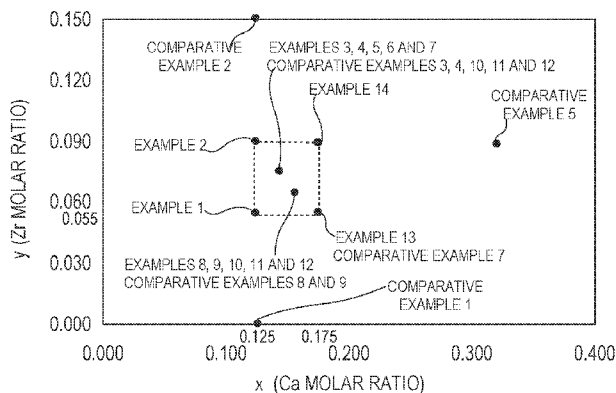 0.150
COMPARATIVE
EXAMPLE 2
EXAMPLES 3, 4, 5, 6 AND 7
COMPARATIVE EXAMPLES 3, 4, 10, 11 AND 12
0.120
EXAMPLE 14
COMPARATIVE
EXAMPLE 5
0.090
EXAMPLE 2
0.060
0.055
EXAMPLE 1
EXAMPLE 13
COMPARATIVE EXAMPLE 7
0.030
EXAMPLES 8, 9, 10, 11 AND 12
COMPARATIVE EXAMPLES 8 AND 9
COMPARATIVE
EXAMPLE 1
0.000
0.000
0.100
0.125
0.175
0.200
0.300
0.400
x (Ca MOLAR RATIO)
y (Zr MOLAR RATIO)